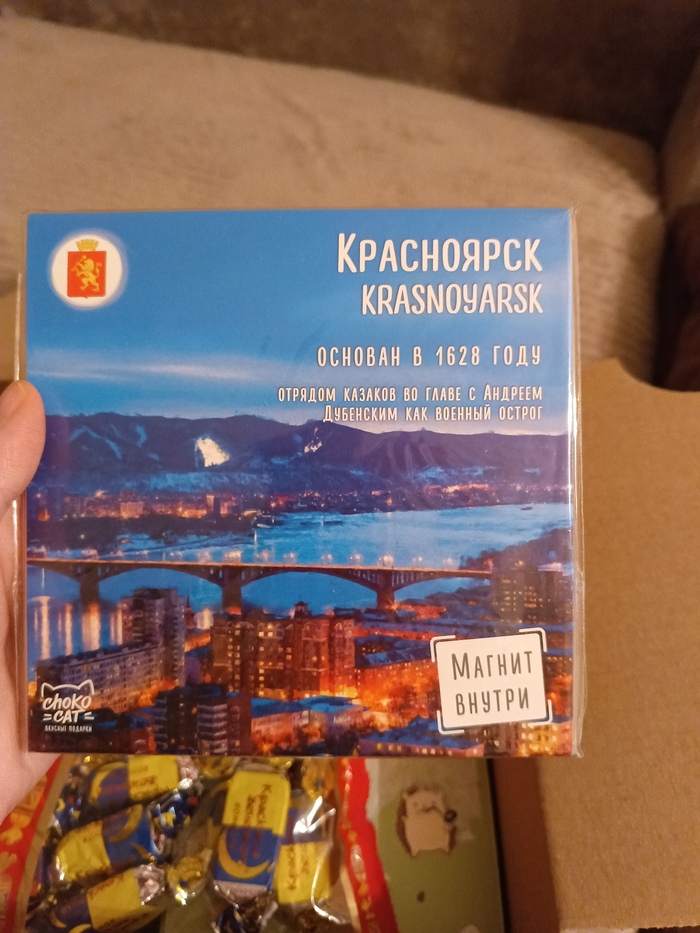 Красноярск
KRASNOYARSK
ОСНОВАН В 1628 ГОДУ
ОТРЯДОМ КАЗАКОВ ВО ГЛАВЕ С АНДРЕЕМ
ДУБЕНСКИМ КАК ВОЕННЫЙ ОСТРОГ
МАГНИТ
ВНУТРИ
CHOKO
CAT
ВКУСНЫЕ ПОДАРКИ